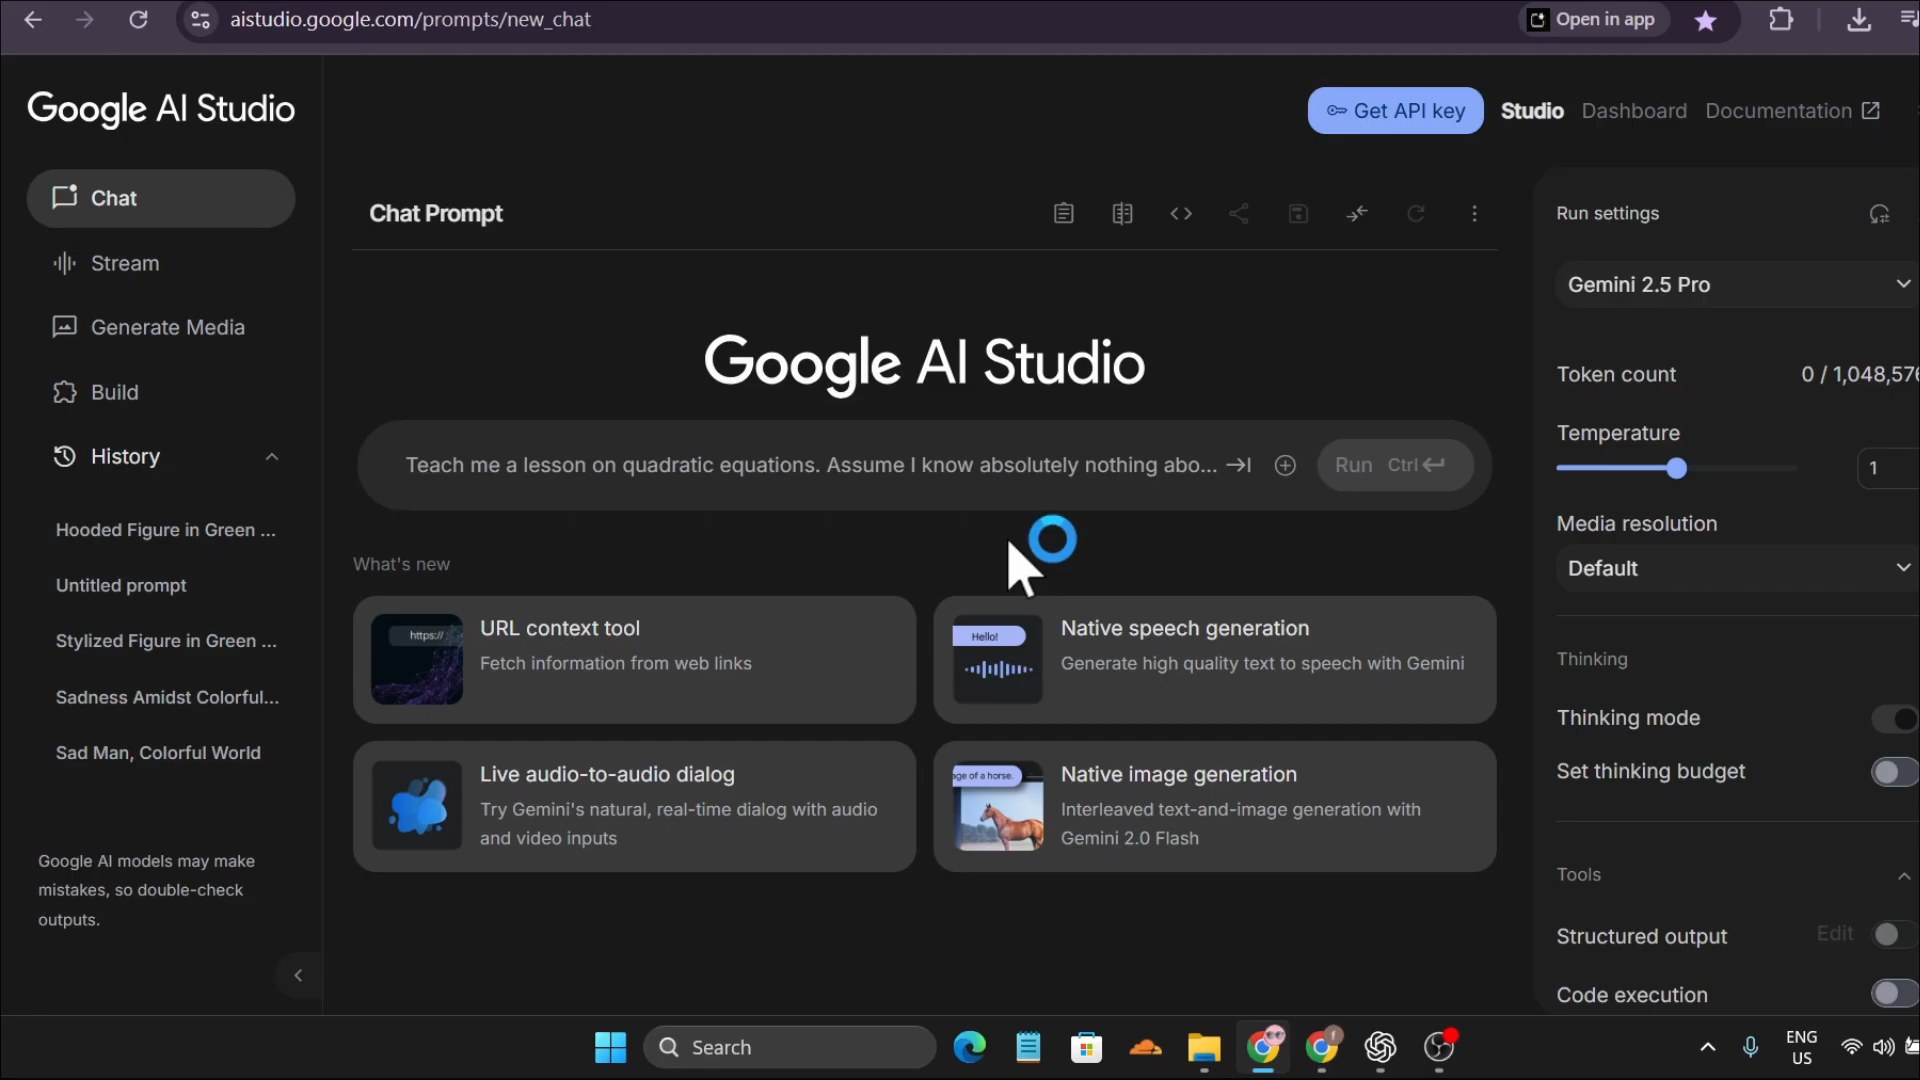 aistudio.google.com/prompts/new_chat
Open in app
Google AI Studio
Get API key
Studio
Dashboard
Documentation
Chat
Stream
Generate Media
Build
History
Hooded Figure in Green ...
Untitled prompt
Stylized Figure in Green ...
Sadness Amidst Colorful...
Sad Man, Colorful World
Google AI models may make
mistakes, so double-check
outputs.
Chat Prompt
Google AI Studio
Teach me a lesson on quadratic equations. Assume I know absolutely nothing abo...
Run Ctrl
What's new
https://
URL context tool
Fetch information from web links
Hello!
Native speech generation
Generate high quality text to speech with Gemini
Live audio-to-audio dialog
Try Gemini's natural, real-time dialog with audio
and video inputs
age of a horse.
Native image generation
Interleaved text-and-image generation with
Gemini 2.0 Flash
Run settings
Gemini 2.5 Pro
Token count 0 / 1,048,576
Temperature
1
Media resolution
Default
Thinking
Thinking mode
Set thinking budget
Tools
Structured output Edit
Code execution
Search
ENG
US